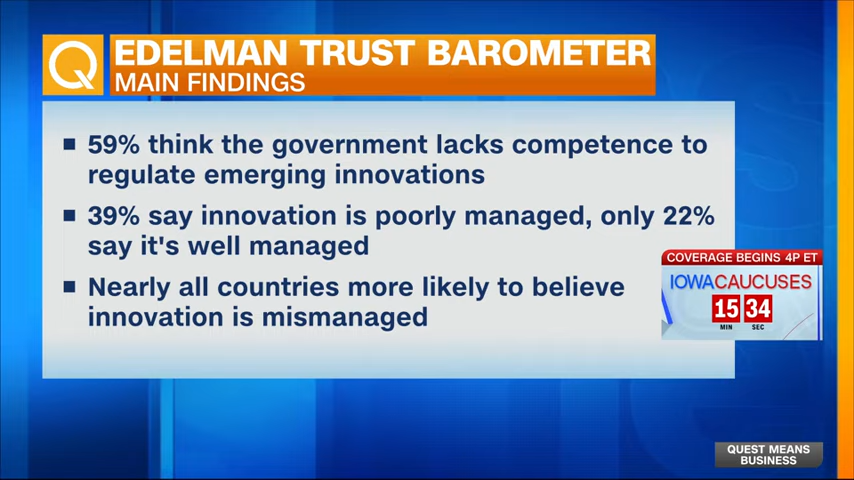 Q
EDELMAN TRUST BAROMETER
MAIN FINDINGS
59% think the government lacks competence to
regulate emerging innovations
39% say innovation is poorly managed, only 22%
say it's well managed
Nearly all countries more likely to believe
innovation is mismanaged
COVERAGE BEGINS 4P ET
IOWACAUCUSES
15 34
MIN SEC
QUEST MEANS
BUSINESS